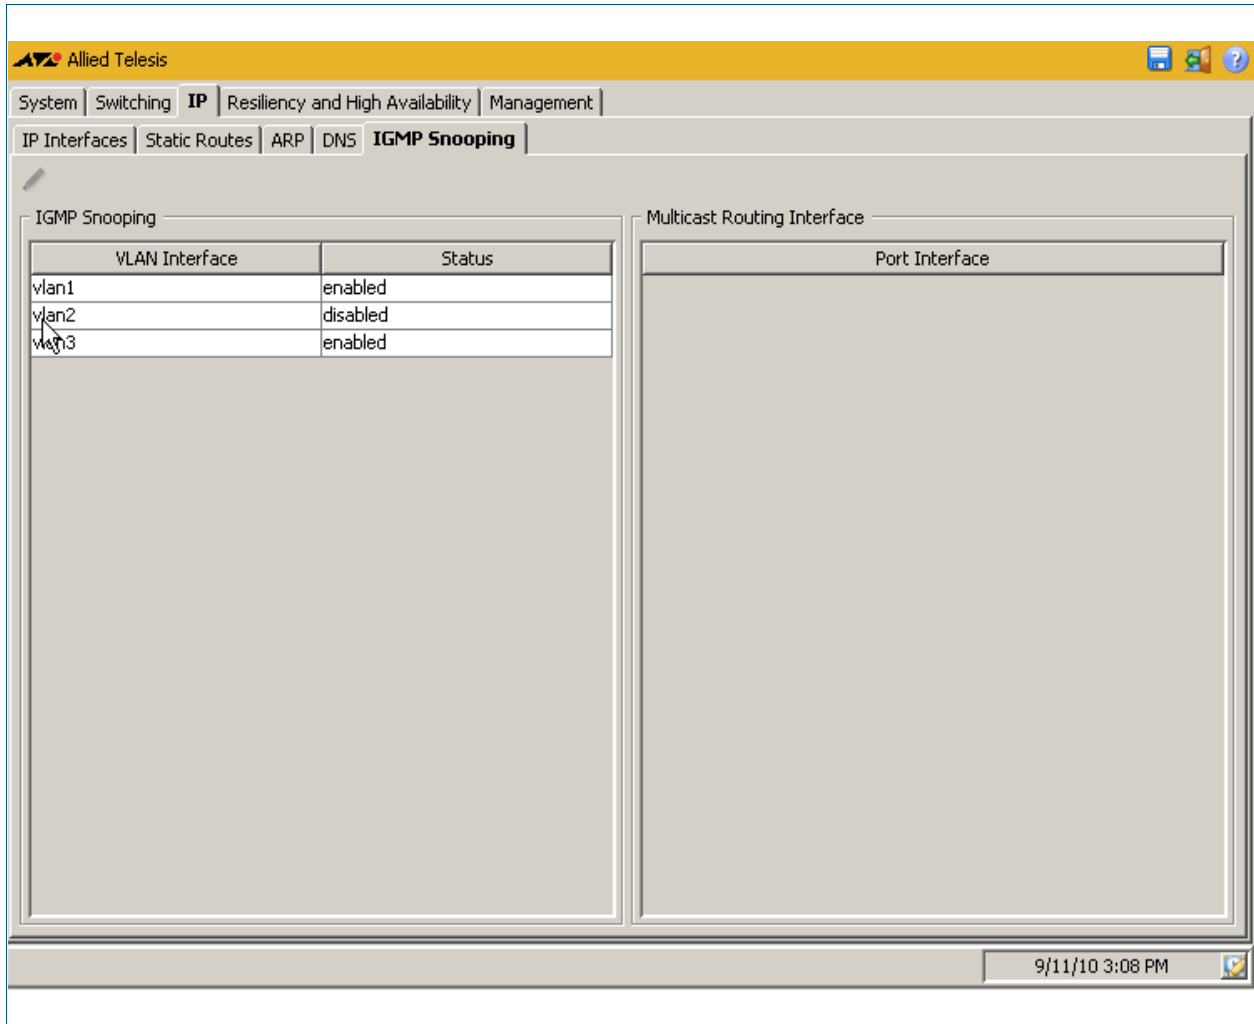 Allied Telesis
System Switching IP Resiliency and High Availability Management
IP Interfaces Static Routes ARP DNS IGMP Snooping
IGMP Snooping
VLAN Interface Status
vlan1 enabled
vlan2 disabled
vlan3 enabled
Multicast Routing Interface
Port Interface
9/11/10 3:08 PM